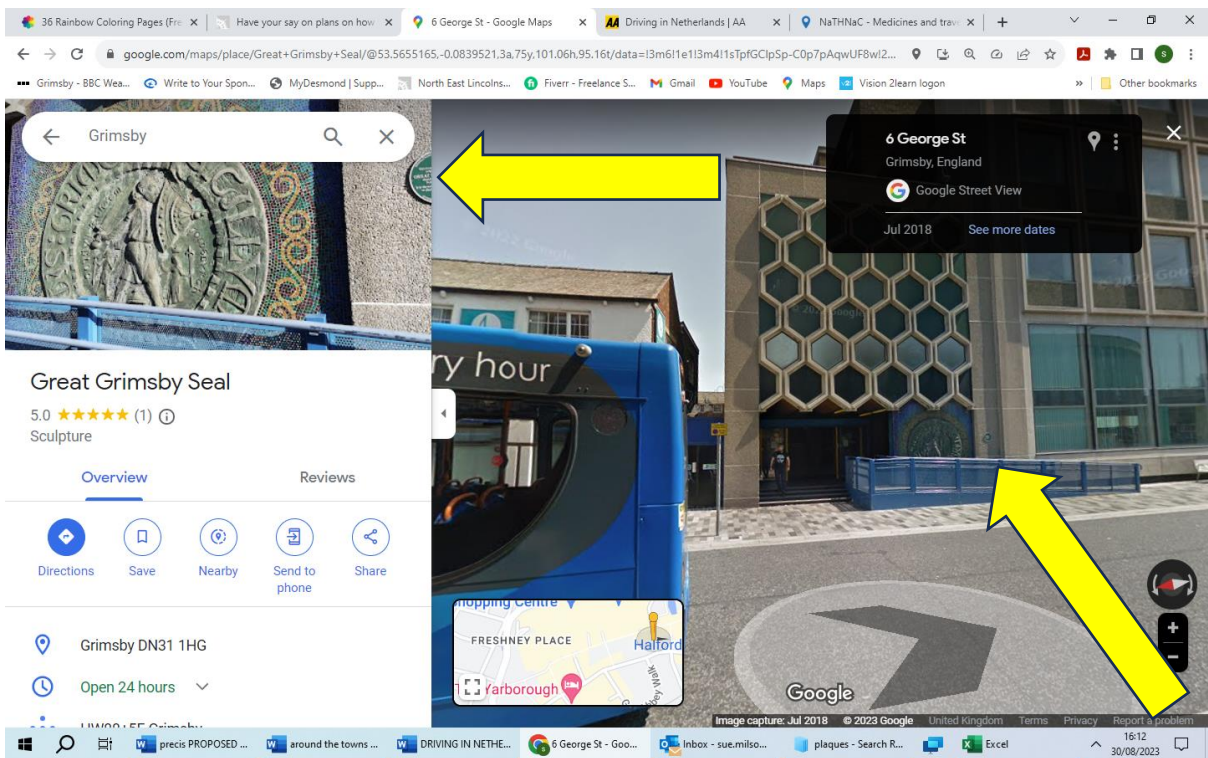 36 Rainbow Coloring Pages (Fre
Have your say on plans on how
6 George St - Google Maps
AA Driving in Netherlands | AA
NaTHNaC - Medicines and trave
google.com/maps/place/Great+Grimsby+Seal/@53.5655165,-0.0839521,3a,75y,101.06h,95.16t/data=!3m6!1e1!3m4!1sTpfGClpSp-C0p7pAqwUF8w!2...
Grimsby - BBC Wea...
Write to Your Spon...
MyDesmond | Supp...
North East Lincolns...
Fiverr - Freelance S...
Gmail
YouTube
Maps
Vision 2learn logon
»
Other bookmarks
Grimsby
6 George St
Grimsby, England
Google Street View
Jul 2018 See more dates
ry hour
Great Grimsby Seal
5.0 ★★★★★ (1)
Sculpture
Overview Reviews
Directions
Save
Nearby
Send to
phone
Share
Grimsby DN31 1HG
Open 24 hours
Shopping Centre
FRESHNEY PLACE
Halford
Yarborough
Google
Image capture: Jul 2018 © 2023 Google United Kingdom Terms Privacy Report a problem
precis PROPOSED ...
around the towns ...
DRIVING IN NETHE...
6 George St - Goo...
Inbox - sue.milso...
plaques - Search R...
Excel
16:12
30/08/2023